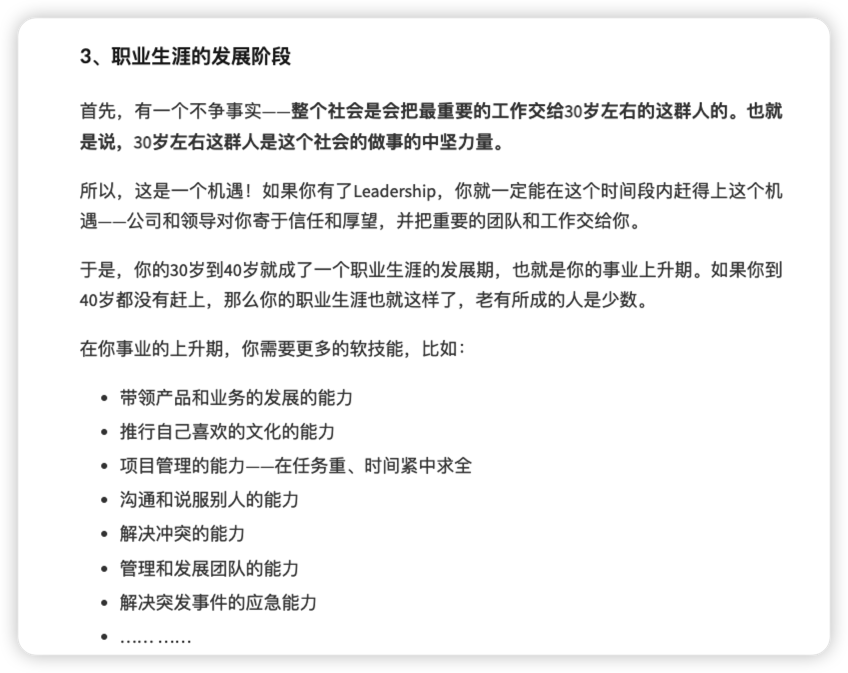 3、职业生涯的发展阶段
首先，有一个不争事实——整个社会是会把最重要的工作交给30岁左右的这群人的。也就
是说，30岁左右这群人是这个社会的做事的中坚力量。
所以，这是一个机遇！如果你有了Leadership，你就一定能在这个时间段内赶得上这个机
遇——公司和领导对你寄于信任和厚望，并把重要的团队和工作交给你。
于是，你的30岁到40岁就成了一个职业生涯的发展期，也就是你的事业上升期。如果你到
40岁都没有赶上，那么你的职业生涯也就这样了，老有所成的人是少数。
在你事业的上升期，你需要更多的软技能，比如：
• 带领产品和业务的发展的能力
• 推行自己喜欢的文化的能力
• 项目管理的能力——在任务重、时间紧中求全
• 沟通和说服别人的能力
• 解决冲突的能力
• 管理和发展团队的能力
• 解决突发事件的应急能力
• …… ……